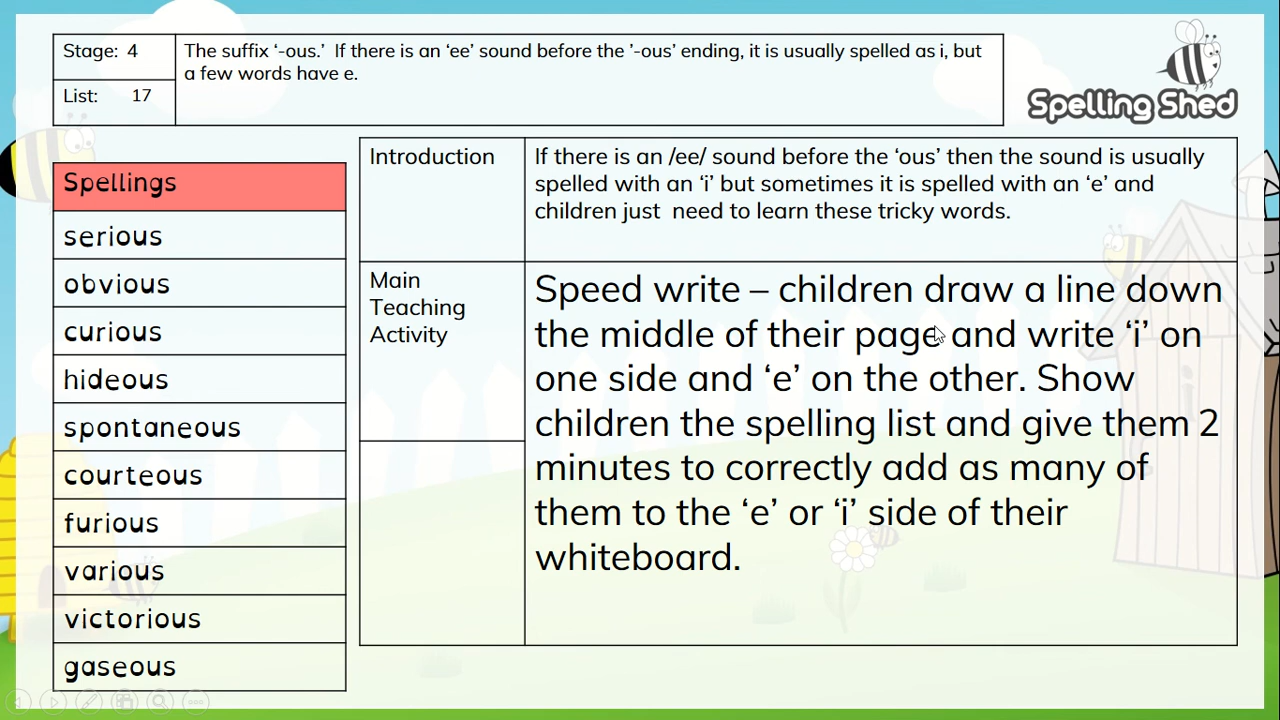 Stage: 4
The suffix ‘-ous.’ If there is an ‘ee’ sound before the ’-ous’ ending, it is usually spelled as i, but
a few words have e.
List: 17
Spelling Shed
Spellings
serious
obvious
curious
hideous
spontaneous
courteous
furious
various
victorious
gaseous
Introduction
If there is an /ee/ sound before the ‘ous’ then the sound is usually
spelled with an ‘i’ but sometimes it is spelled with an ‘e’ and
children just  need to learn these tricky words.
Main
Teaching
Activity
Speed write – children draw a line down
the middle of their page and write ‘i’ on
one side and ‘e’ on the other. Show
children the spelling list and give them 2
minutes to correctly add as many of
them to the ‘e’ or ‘i’ side of their
whiteboard.